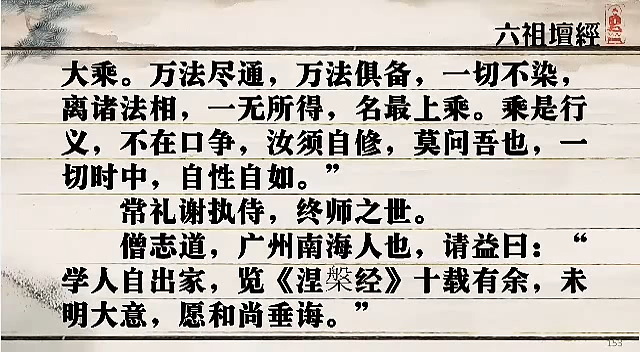 六祖壇經
大乘。万法尽通，万法俱备，一切不染，
离诸法相，一无所得，名最上乘。乘是行
义，不在口争，汝须自修，莫问吾也，一
切时中，自性自如。”
常礼谢执侍，终师之世。
僧志道，广州南海人也，请益曰：“
学人自出家，览《涅槃经》十载有余，未
明大意，愿和尚垂诲。”
153